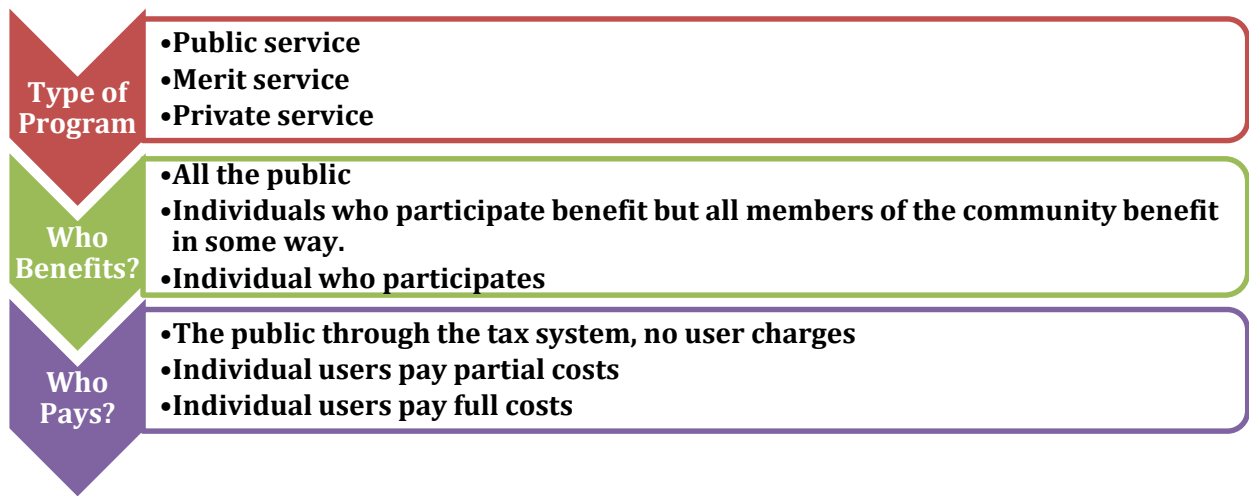 Type of
Program
•Public service
•Merit service
•Private service
Who
Benefits?
•All the public
•Individuals who participate benefit but all members of the community benefit
in some way.
•Individual who participates
Who
Pays?
•The public through the tax system, no user charges
•Individual users pay partial costs
•Individual users pay full costs